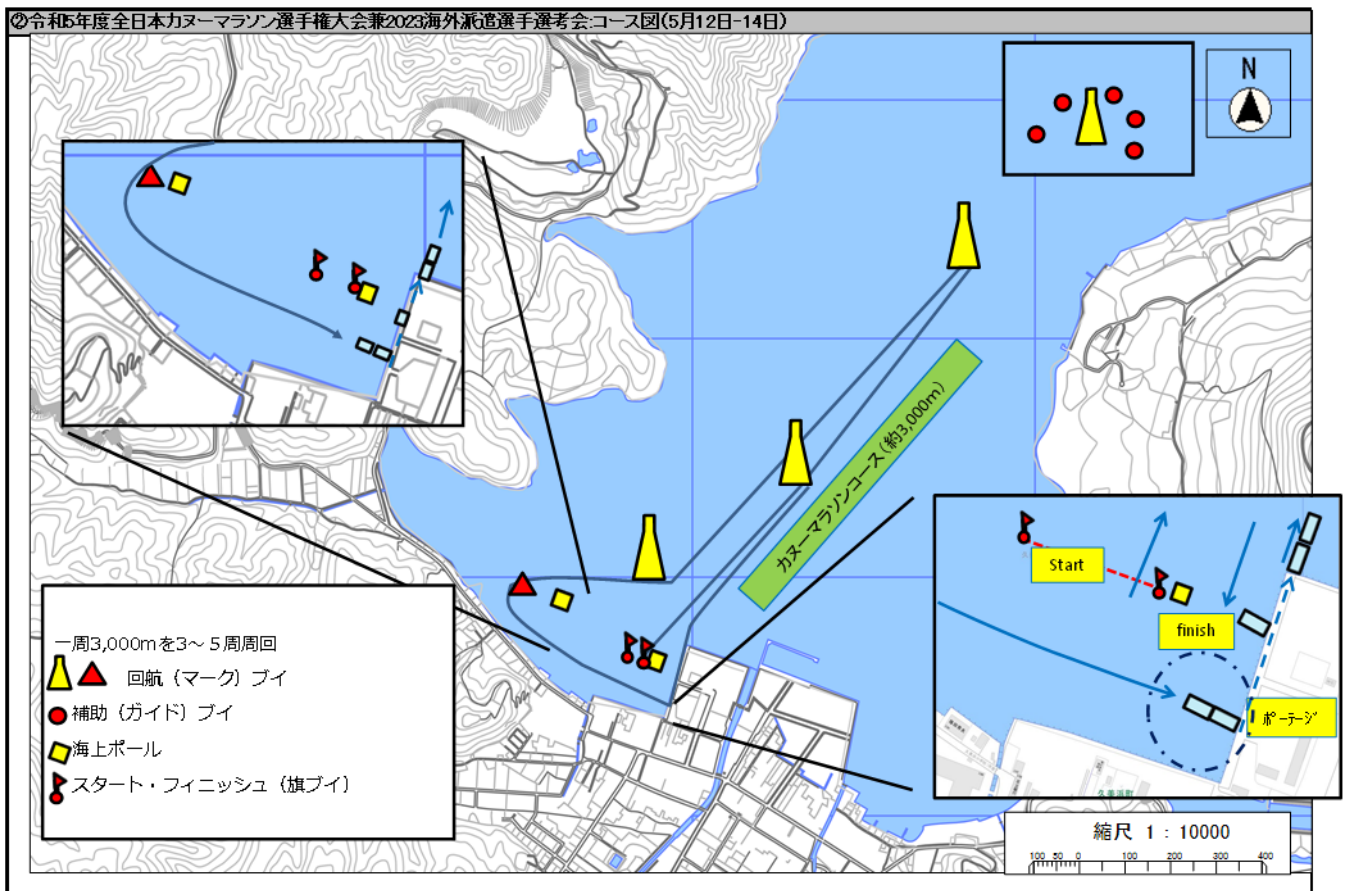 ②令和5年度全日本カヌーマラソン選手権大会兼2023海外派遣選手選考会:コース図(5月12日-14日)
N
カヌーマラソンコース(約3,000m)
Start
finish
ポーテージ
久美浜町
一周3,000mを3～5周周回
回航（マーク）ブイ
補助（ガイド）ブイ
海上ポール
スタート・フィニッシュ（旗ブイ）
縮尺 1：10000
100 50 0 100 200 300 400